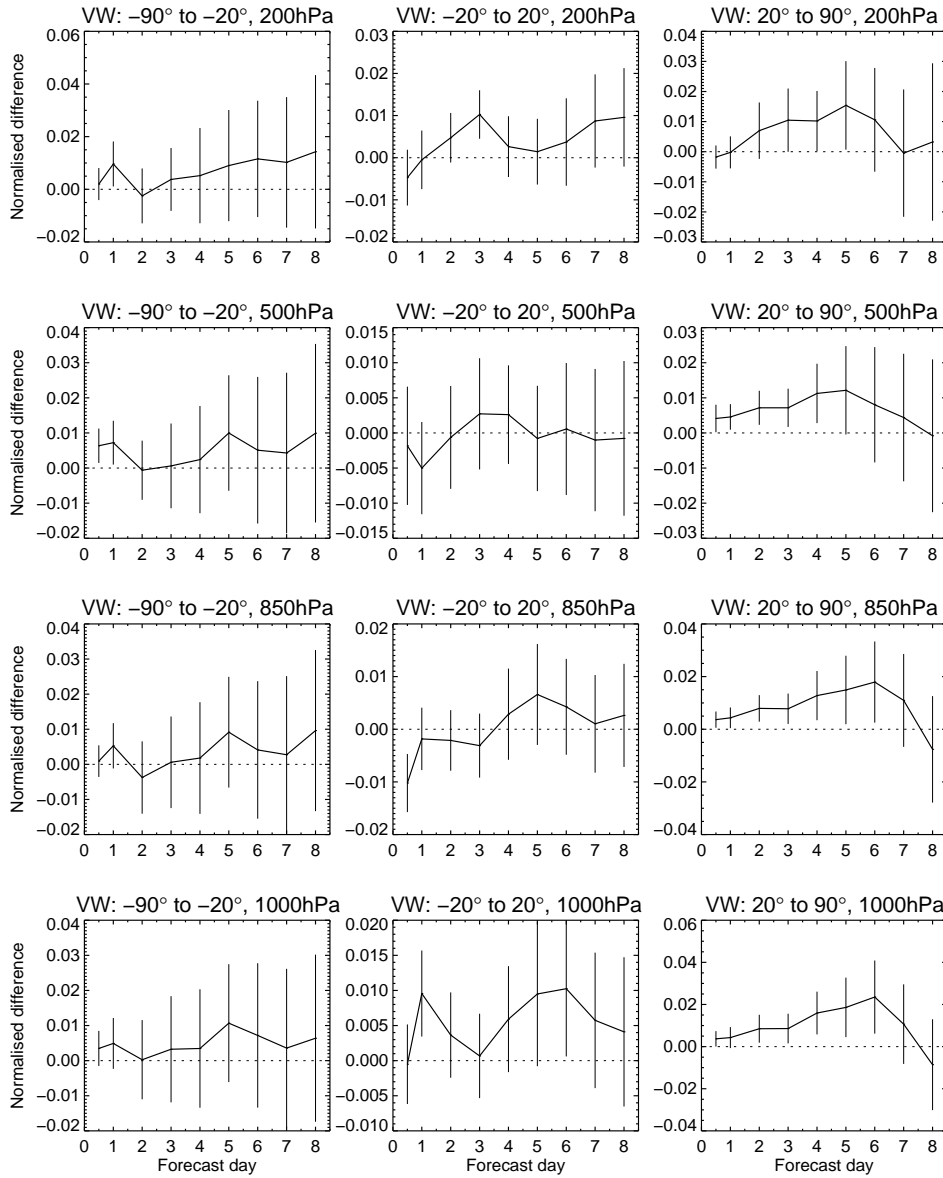 VW: −90° to −20°, 200hPa
VW: −20° to 20°, 200hPa
VW: 20° to 90°, 200hPa
Normalised difference
0.06
0.04
0.02
0.00
−0.02
0 1 2 3 4 5 6 7 8
0.03
0.02
0.01
0.00
−0.01
−0.02
0 1 2 3 4 5 6 7 8
0.04
0.03
0.02
0.01
0.00
−0.01
−0.02
−0.03
0 1 2 3 4 5 6 7 8
VW: −90° to −20°, 500hPa
VW: −20° to 20°, 500hPa
VW: 20° to 90°, 500hPa
Normalised difference
0.04
0.03
0.02
0.01
0.00
−0.01
−0.02
0 1 2 3 4 5 6 7 8
0.015
0.010
0.005
0.000
−0.005
−0.010
−0.015
0 1 2 3 4 5 6 7 8
0.03
0.02
0.01
0.00
−0.01
−0.02
−0.03
0 1 2 3 4 5 6 7 8
VW: −90° to −20°, 850hPa
VW: −20° to 20°, 850hPa
VW: 20° to 90°, 850hPa
Normalised difference
0.04
0.03
0.02
0.01
0.00
−0.01
−0.02
0 1 2 3 4 5 6 7 8
0.02
0.01
0.00
−0.01
−0.02
0 1 2 3 4 5 6 7 8
0.04
0.02
0.00
−0.02
−0.04
0 1 2 3 4 5 6 7 8
VW: −90° to −20°, 1000hPa
VW: −20° to 20°, 1000hPa
VW: 20° to 90°, 1000hPa
Normalised difference
0.04
0.03
0.02
0.01
0.00
−0.01
−0.02
0 1 2 3 4 5 6 7 8
Forecast day
0.020
0.015
0.010
0.005
0.000
−0.005
−0.010
0 1 2 3 4 5 6 7 8
Forecast day
0.06
0.04
0.02
0.00
−0.02
−0.04
0 1 2 3 4 5 6 7 8
Forecast day